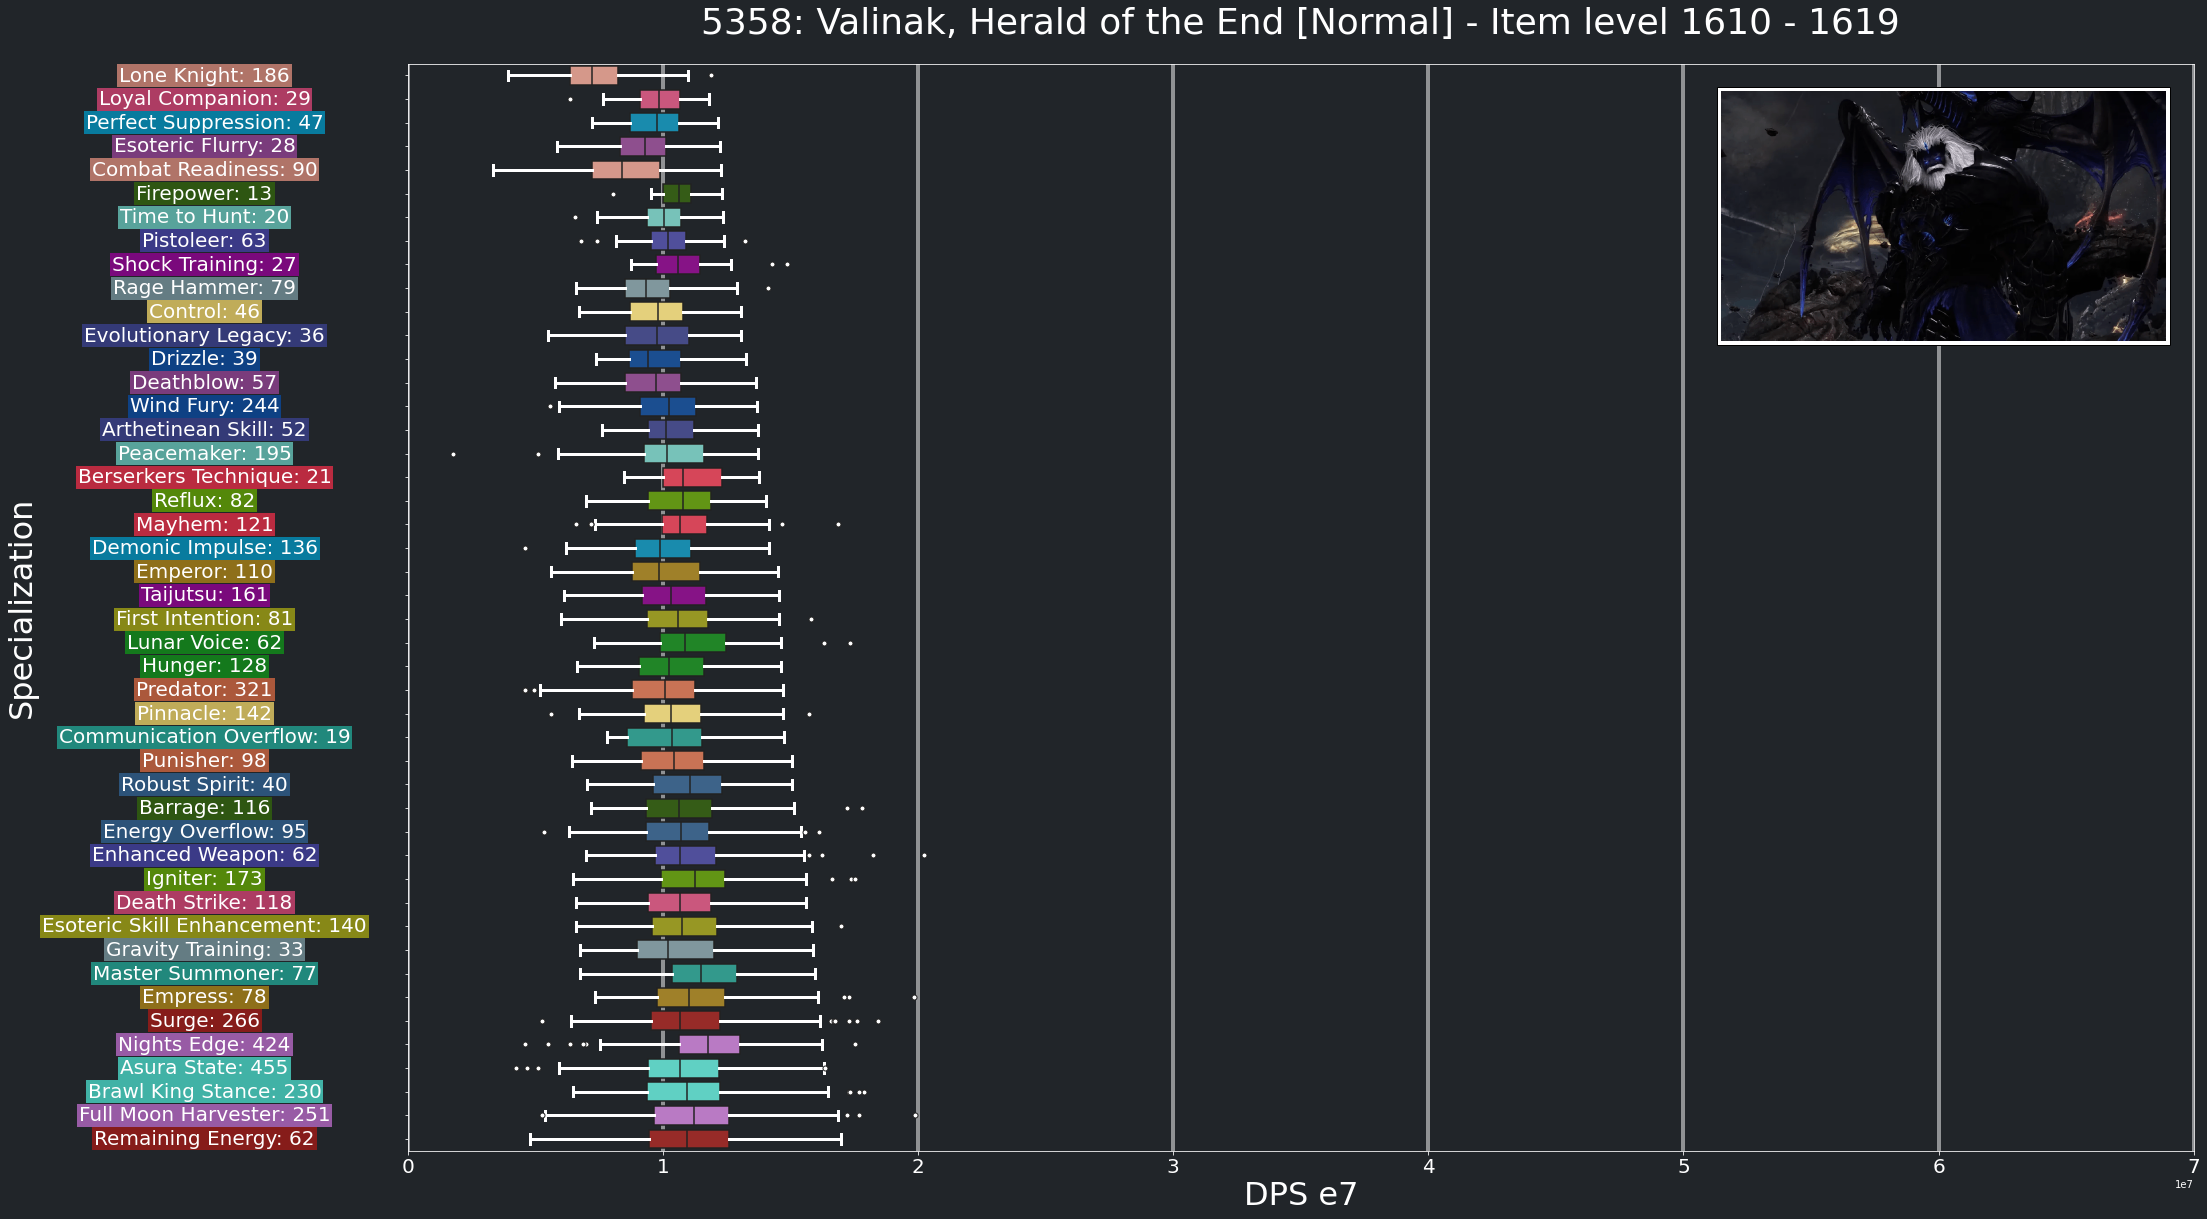 5358: Valinak, Herald of the End [Normal] - Item level 1610 - 1619
Lone Knight: 186
Loyal Companion: 29
Perfect Suppression: 47
Esoteric Flurry: 28
Combat Readiness: 90
Firepower: 13
Time to Hunt: 20
Pistoleer: 63
Shock Training: 27
Rage Hammer: 79
Control: 46
Evolutionary Legacy: 36
Drizzle: 39
Deathblow: 57
Wind Fury: 244
Arthetinean Skill: 52
Peacemaker: 195
Berserkers Technique: 21
Reflux: 82
Mayhem: 121
Demonic Impulse: 136
Emperor: 110
Taijutsu: 161
First Intention: 81
Lunar Voice: 62
Hunger: 128
Predator: 321
Pinnacle: 142
Communication Overflow: 19
Punisher: 98
Robust Spirit: 40
Barrage: 116
Energy Overflow: 95
Enhanced Weapon: 62
Igniter: 173
Death Strike: 118
Esoteric Skill Enhancement: 140
Gravity Training: 33
Master Summoner: 77
Empress: 78
Surge: 266
Nights Edge: 424
Asura State: 455
Brawl King Stance: 230
Full Moon Harvester: 251
Remaining Energy: 62
Specialization
0 1 2 3 4 5 6 7
1e7
DPS e7